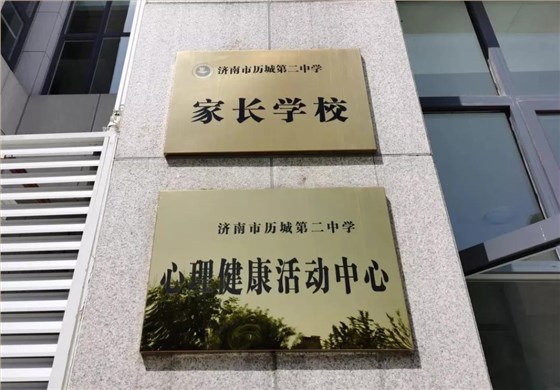 济南市历城第二中学
家长学校
济南市历城第二中学
心理健康活动中心